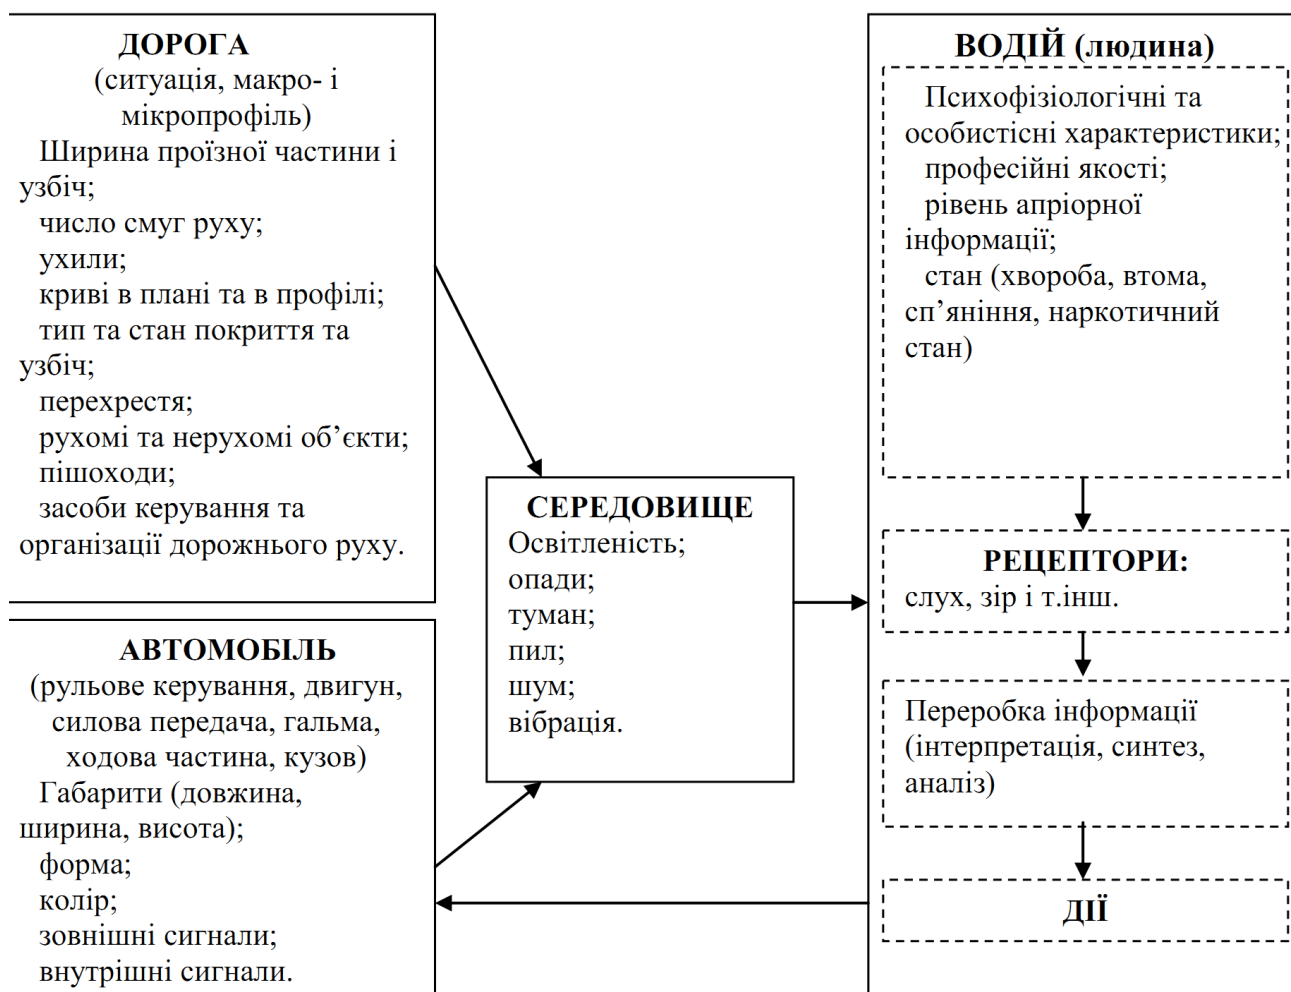 ДОРОГА
(ситуація, макро- і
мікропрофіль)
Ширина проїзної частини і
узбіч;
число смуг руху;
ухили;
криві в плані та в профілі;
тип та стан покриття та
узбіч;
перехрестя;
рухомі та нерухомі об’єкти;
пішоходи;
засоби керування та
організації дорожнього руху.
АВТОМОБІЛЬ
(рульове керування, двигун,
силова передача, гальма,
ходова частина, кузов)
Габарити (довжина,
ширина, висота);
форма;
колір;
зовнішні сигнали;
внутрішні сигнали.
СЕРЕДОВИЩЕ
Освітленість;
опади;
туман;
пил;
шум;
вібрація.
ВОДІЙ (людина)
Психофізіологічні та
особистісні характеристики;
професійні якості;
рівень апріорної
інформації;
стан (хвороба, втома,
сп’яніння, наркотичний
стан)
РЕЦЕПТОРИ:
слух, зір і т.інш.
Переробка інформації
(інтерпретація, синтез,
аналіз)
ДІЇ